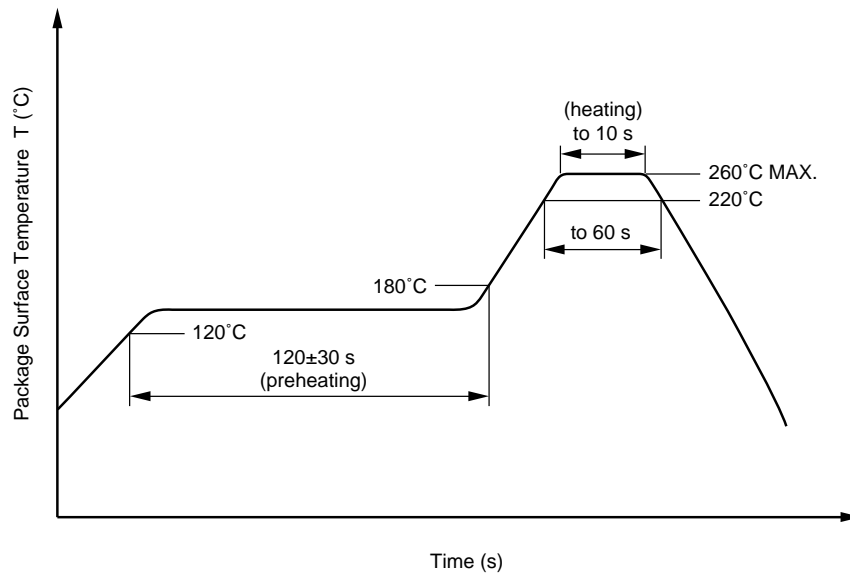 Package Surface Temperature T (˚C)
(heating)
to 10 s
260˚C MAX.
220˚C
to 60 s
180˚C
120˚C
120±30 s
(preheating)
Time (s)